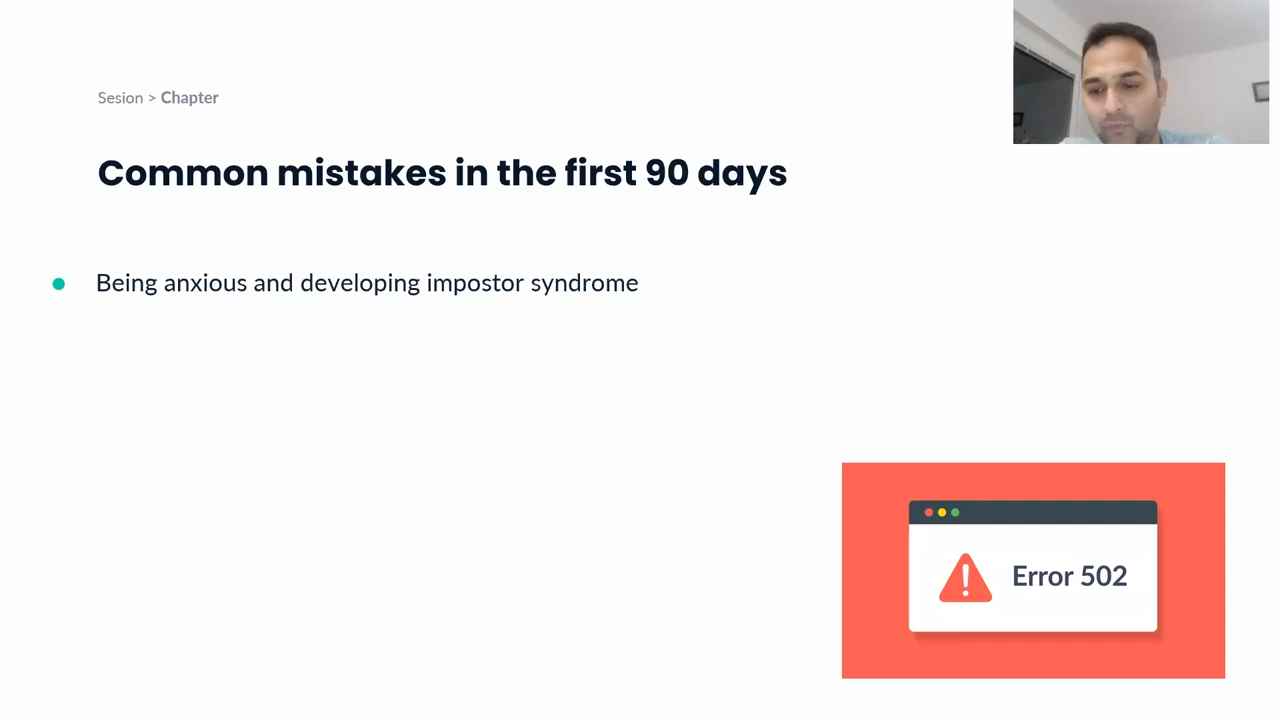 Sesion > Chapter
Common mistakes in the first 90 days
Being anxious and developing impostor syndrome
Error 502